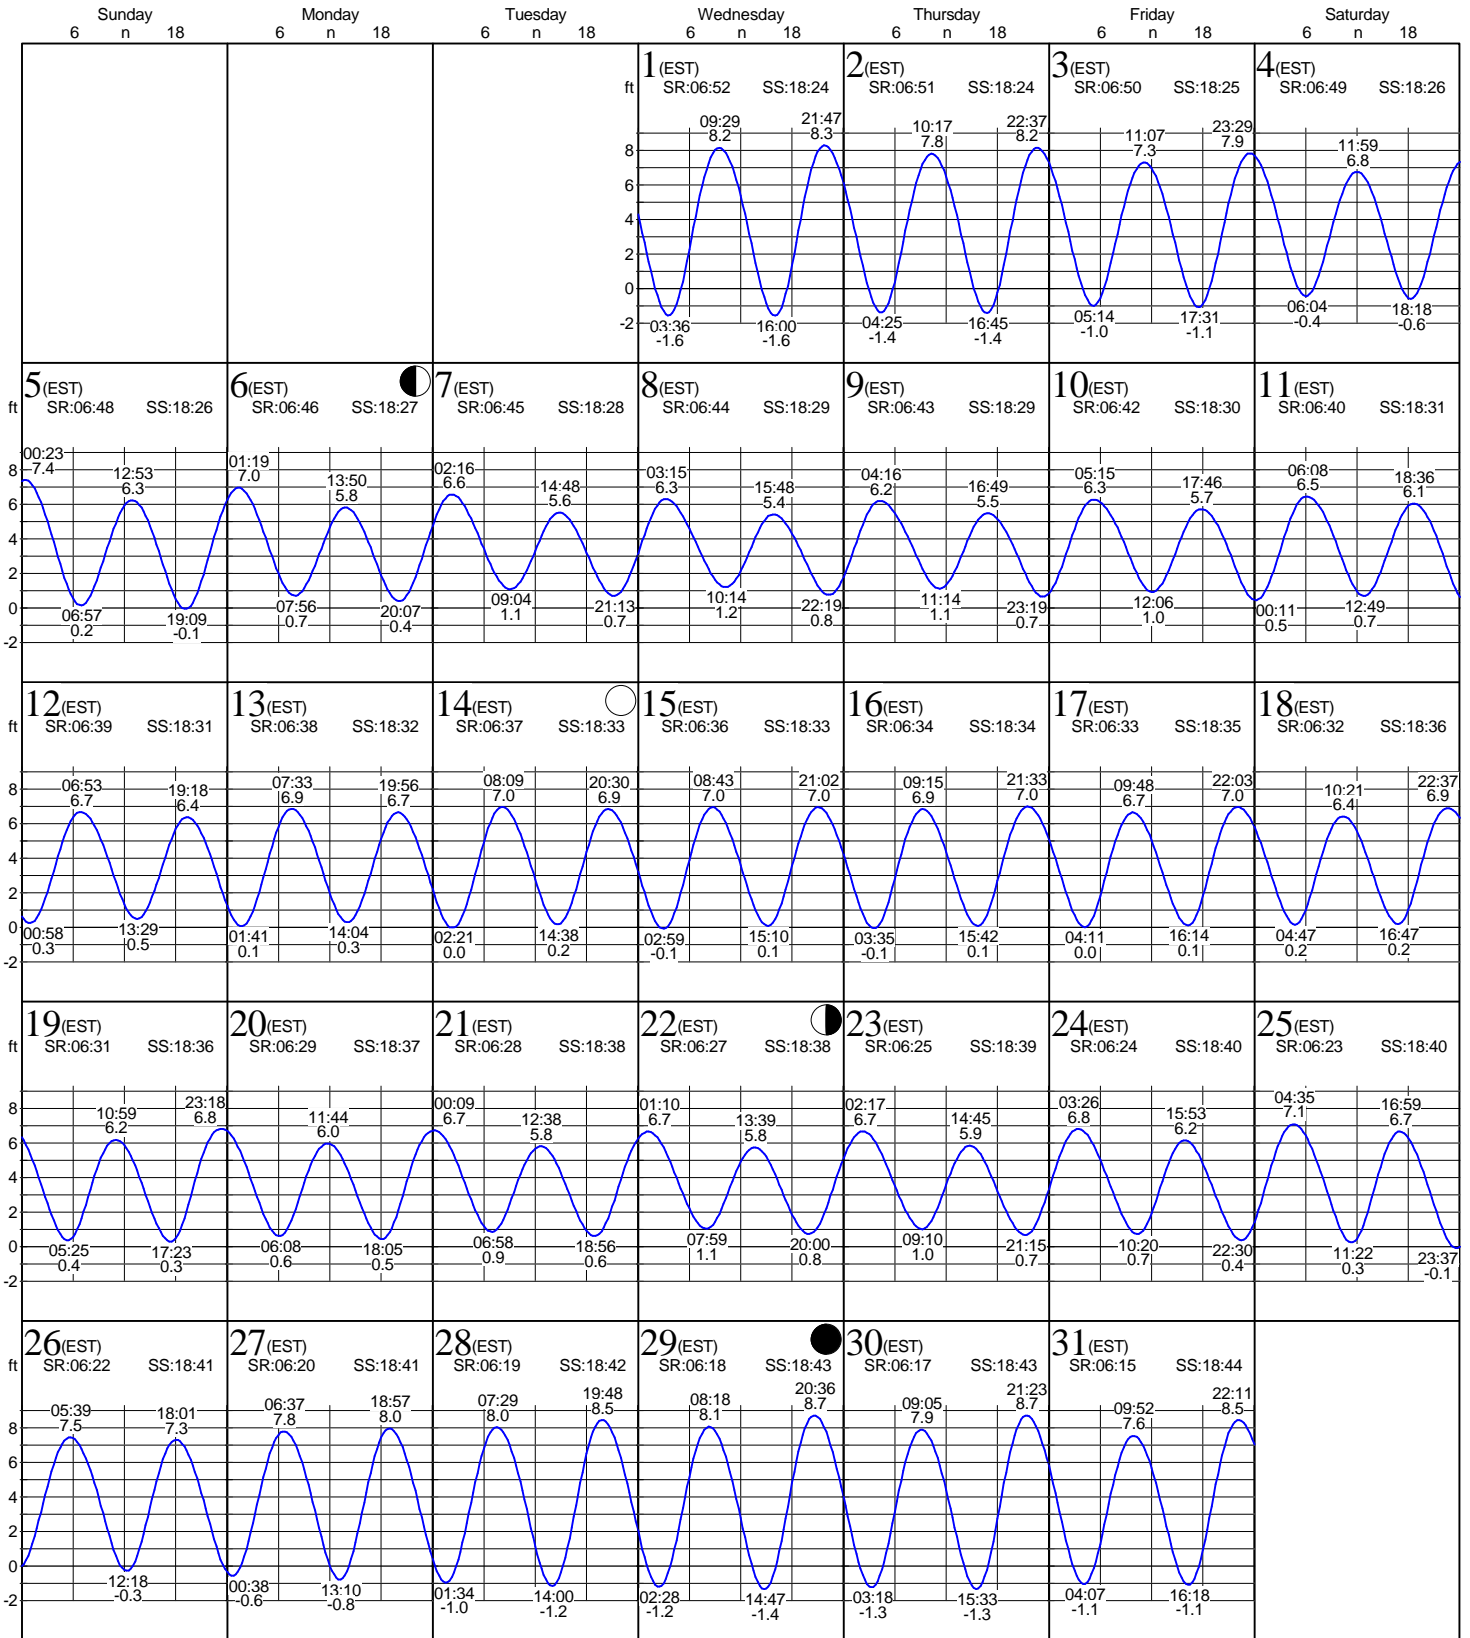 Sunday Monday Tuesday Wednesday Thursday Friday Saturday
6 n 18 6 n 18 6 n 18 6 n 18 6 n 18 6 n 18 6 n 18
1(EST) 2(EST) 3(EST) 4(EST)
ft SR:06:52 SS:18:24 SR:06:51 SS:18:24 SR:06:50 SS:18:25 SR:06:49 SS:18:26
09:29 21:47 10:17 22:37 11:07 23:29 11:59
8.2 8.3 7.8 8.2 7.3 7.9 6.8
8
6
4
2
0
-2
03:36 16:00 04:25 16:45 05:14 17:31 06:04 18:18
-1.6 -1.6 -1.4 -1.4 -1.0 -1.1 -0.4 -0.6
5(EST) 6(EST) 7(EST) 8(EST) 9(EST) 10(EST) 11(EST)
ft SR:06:48 SS:18:26 SR:06:46 SS:18:27 SR:06:45 SS:18:28 SR:06:44 SS:18:29 SR:06:43 SS:18:29 SR:06:42 SS:18:30 SR:06:40 SS:18:31
00:23 12:53 01:19 13:50 02:16 14:48 03:15 15:48 04:16 16:49 05:15 17:46 06:08 18:36
7.4 6.3 7.0 5.8 6.6 5.6 6.3 5.4 6.2 5.5 6.3 5.7 6.5 6.1
8
6
4
2
0
-2
06:57 19:09 07:56 20:07 09:04 21:13 10:14 22:19 11:14 23:19 12:06 00:11 12:49
0.2 -0.1 0.7 0.4 1.1 0.7 1.2 0.8 1.1 0.7 1.0 0.5 0.7
12(EST) 13(EST) 14(EST) 15(EST) 16(EST) 17(EST) 18(EST)
ft SR:06:39 SS:18:31 SR:06:38 SS:18:32 SR:06:37 SS:18:33 SR:06:36 SS:18:33 SR:06:34 SS:18:34 SR:06:33 SS:18:35 SR:06:32 SS:18:36
06:53 19:18 07:33 19:56 08:09 20:30 08:43 21:02 09:15 21:33 09:48 22:03 10:21 22:37
6.7 6.4 6.9 6.7 7.0 6.9 7.0 7.0 6.9 7.0 6.7 7.0 6.4 6.9
8
6
4
2
0
-2
00:58 13:29 01:41 14:04 02:21 14:38 02:59 15:10 03:35 15:42 04:11 16:14 04:47 16:47
0.3 0.5 0.1 0.3 0.0 0.2 -0.1 0.1 -0.1 0.1 0.0 0.1 0.2 0.2
19(EST) 20(EST) 21(EST) 22(EST) 23(EST) 24(EST) 25(EST)
ft SR:06:31 SS:18:36 SR:06:29 SS:18:37 SR:06:28 SS:18:38 SR:06:27 SS:18:38 SR:06:25 SS:18:39 SR:06:24 SS:18:40 SR:06:23 SS:18:40
10:59 23:18 11:44 00:09 12:38 01:10 13:39 02:17 14:45 03:26 15:53 04:35 16:59
6.2 6.8 6.0 6.7 5.8 6.7 5.8 6.7 5.9 6.8 6.2 7.1 6.7
8
6
4
2
0
-2
05:25 17:23 06:08 18:05 06:58 18:56 07:59 20:00 09:10 21:15 10:20 22:30 11:22 23:37
0.4 0.3 0.6 0.5 0.9 0.6 1.1 0.8 1.0 0.7 0.7 0.4 0.3 -0.1
26(EST) 27(EST) 28(EST) 29(EST) 30(EST) 31(EST)
ft SR:06:22 SS:18:41 SR:06:20 SS:18:41 SR:06:19 SS:18:42 SR:06:18 SS:18:43 SR:06:17 SS:18:43 SR:06:15 SS:18:44
05:39 18:01 06:37 18:57 07:29 19:48 08:18 20:36 09:05 21:23 09:52 22:11
7.5 7.3 7.8 8.0 8.0 8.5 8.1 8.7 7.9 8.7 7.6 8.5
8
6
4
2
0
-2
12:18 00:38 13:10 01:34 14:00 02:28 14:47 03:18 15:33 04:07 16:18
-0.3 -0.6 -0.8 -1.0 -1.2 -1.2 -1.4 -1.3 -1.3 -1.1 -1.1